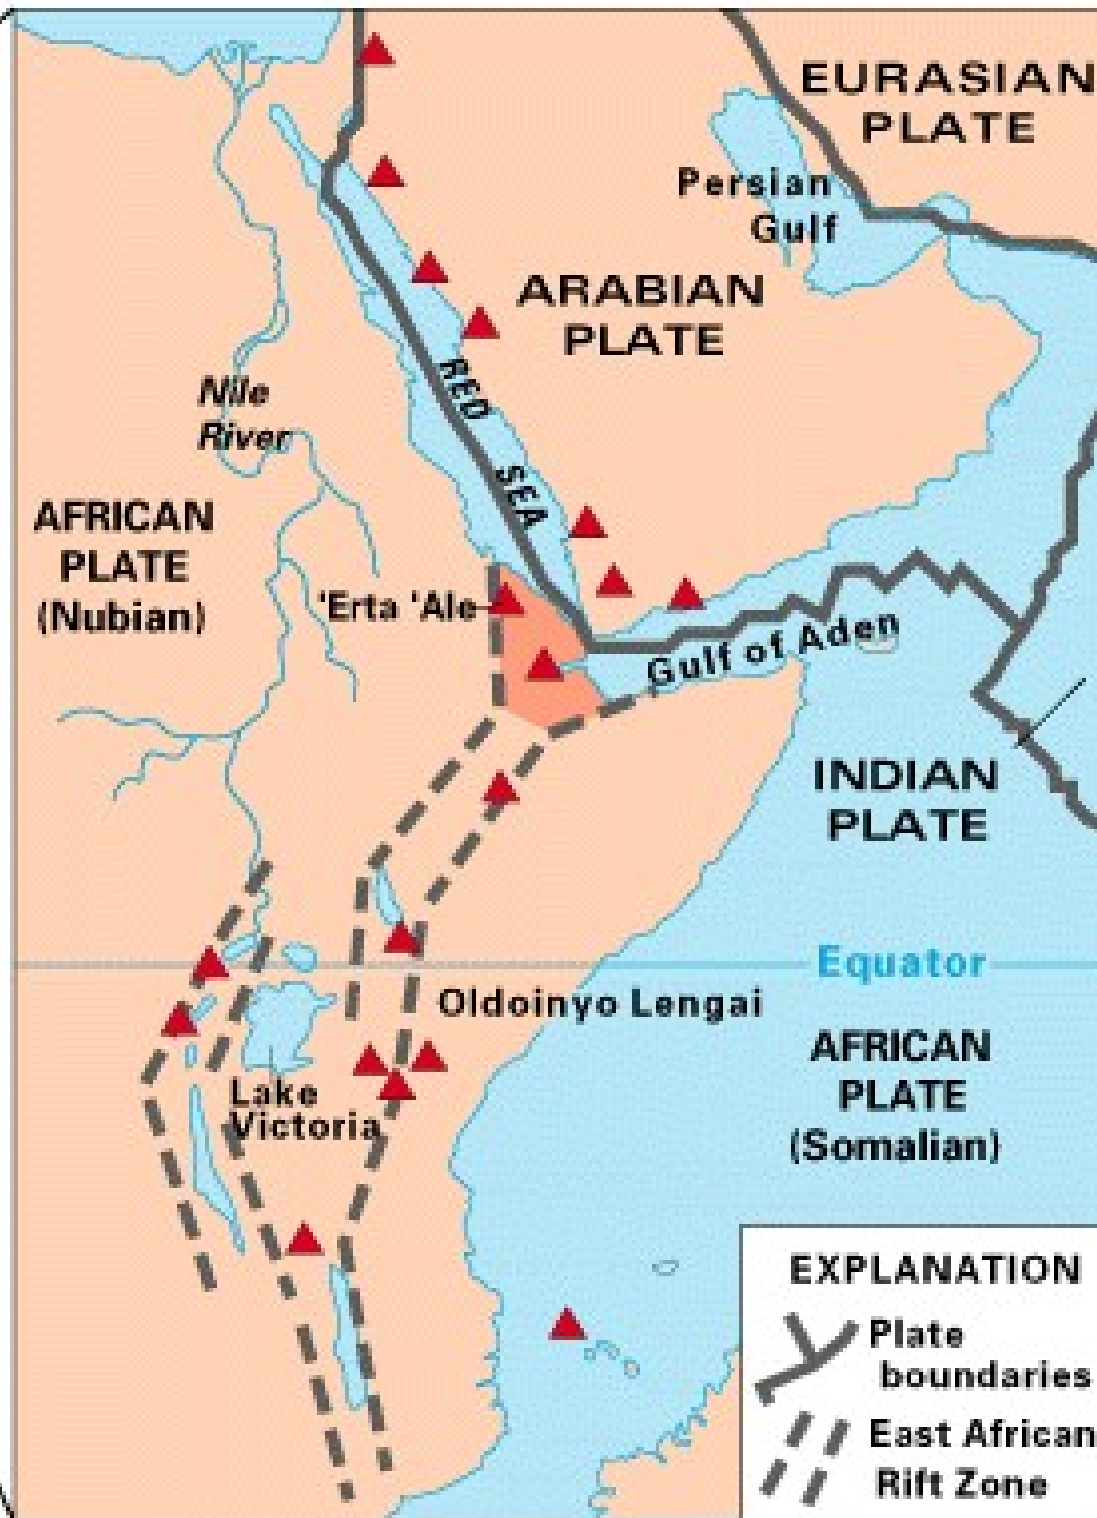 EURASIAN
PLATE
Persian
Gulf
ARABIAN
PLATE
RED
SEA
Nile
River
AFRICAN
PLATE
(Nubian)
'Erta 'Ale
Gulf of Aden
INDIAN
PLATE
Equator
Oldoinyo Lengai
AFRICAN
PLATE
(Somalian)
Lake
Victoria
EXPLANATION
Plate
boundaries
East African
Rift Zone